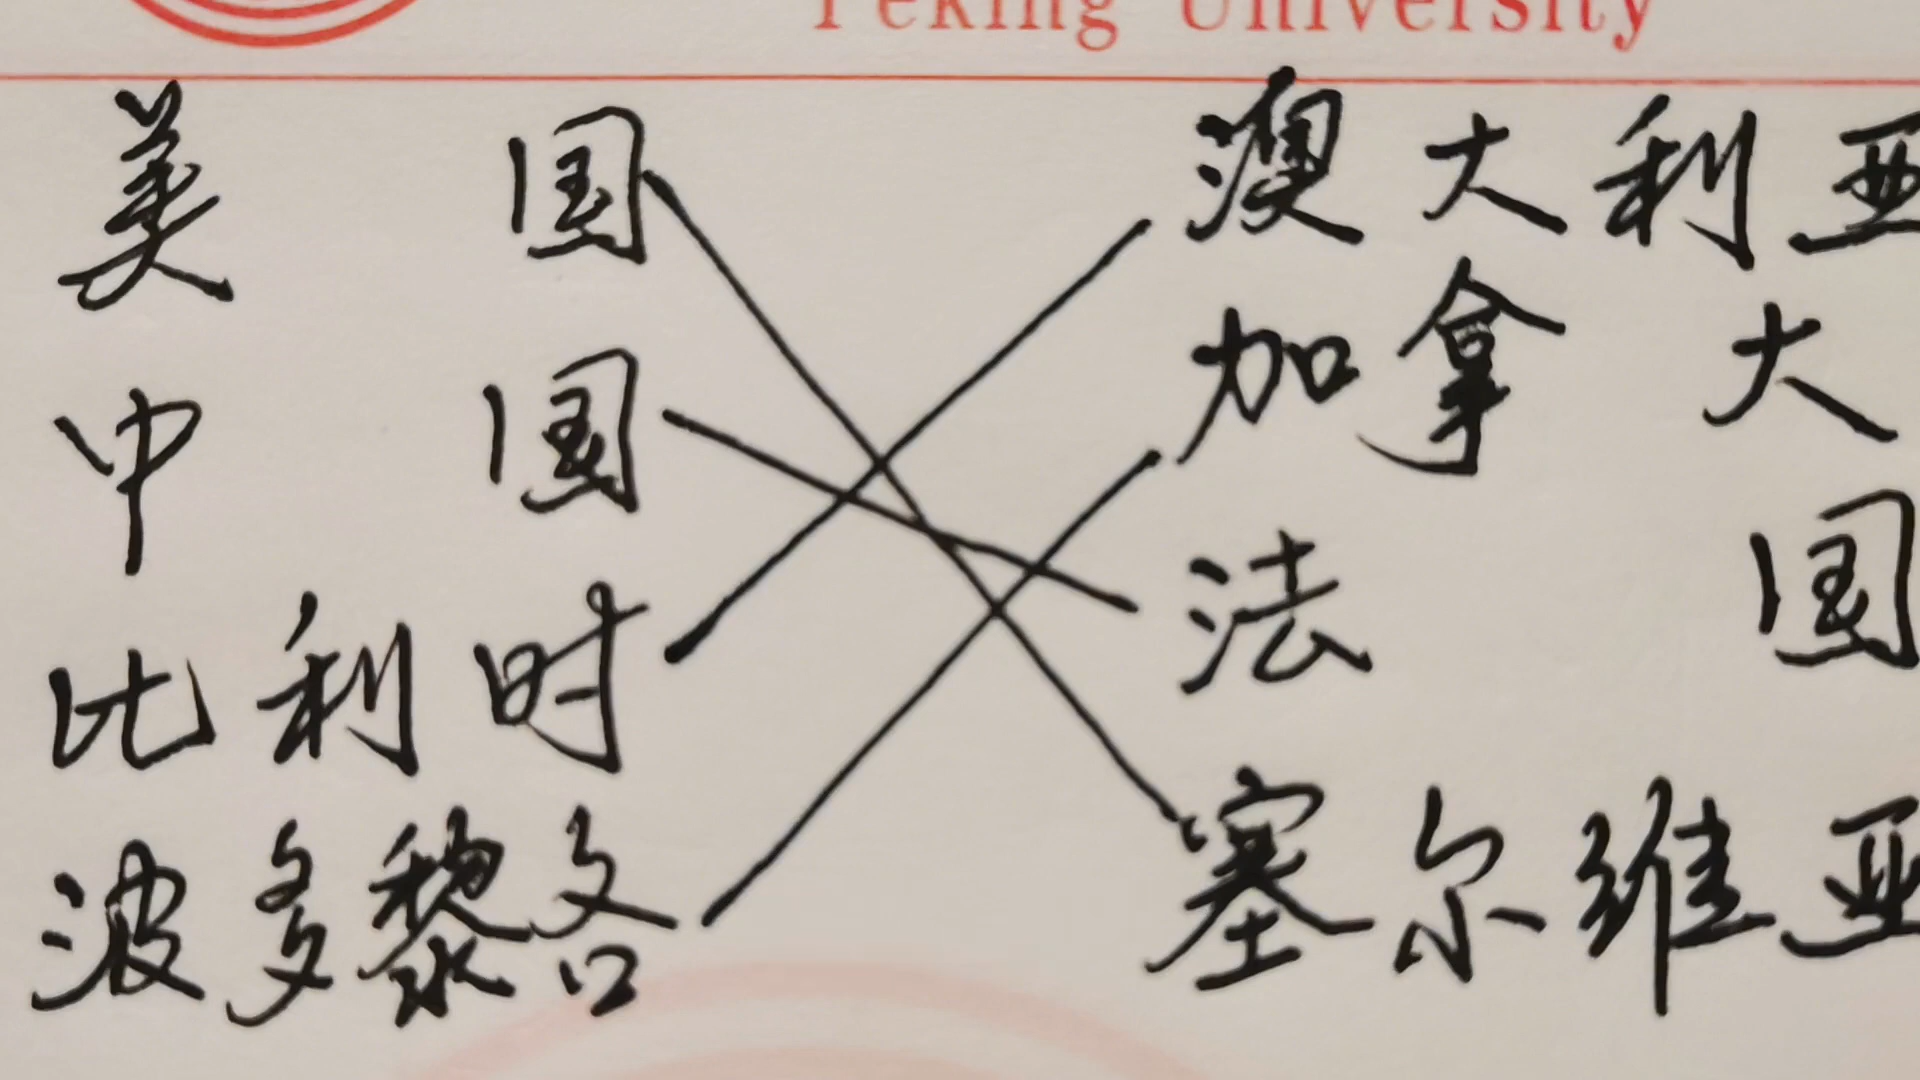 Peking University
美国 澳大利亚
中国 加拿大
比利时 法国
波多黎各 塞尔维亚